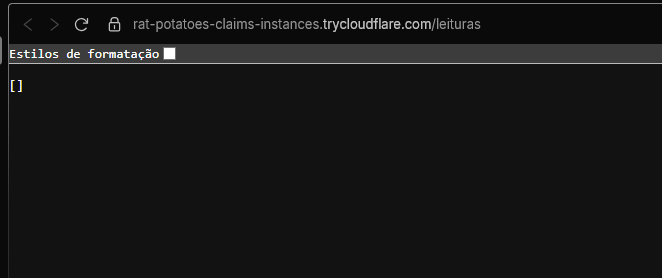 rat-potatoes-claims-instances.trycloudflare.com/leituras
Estilos de formatação
[]